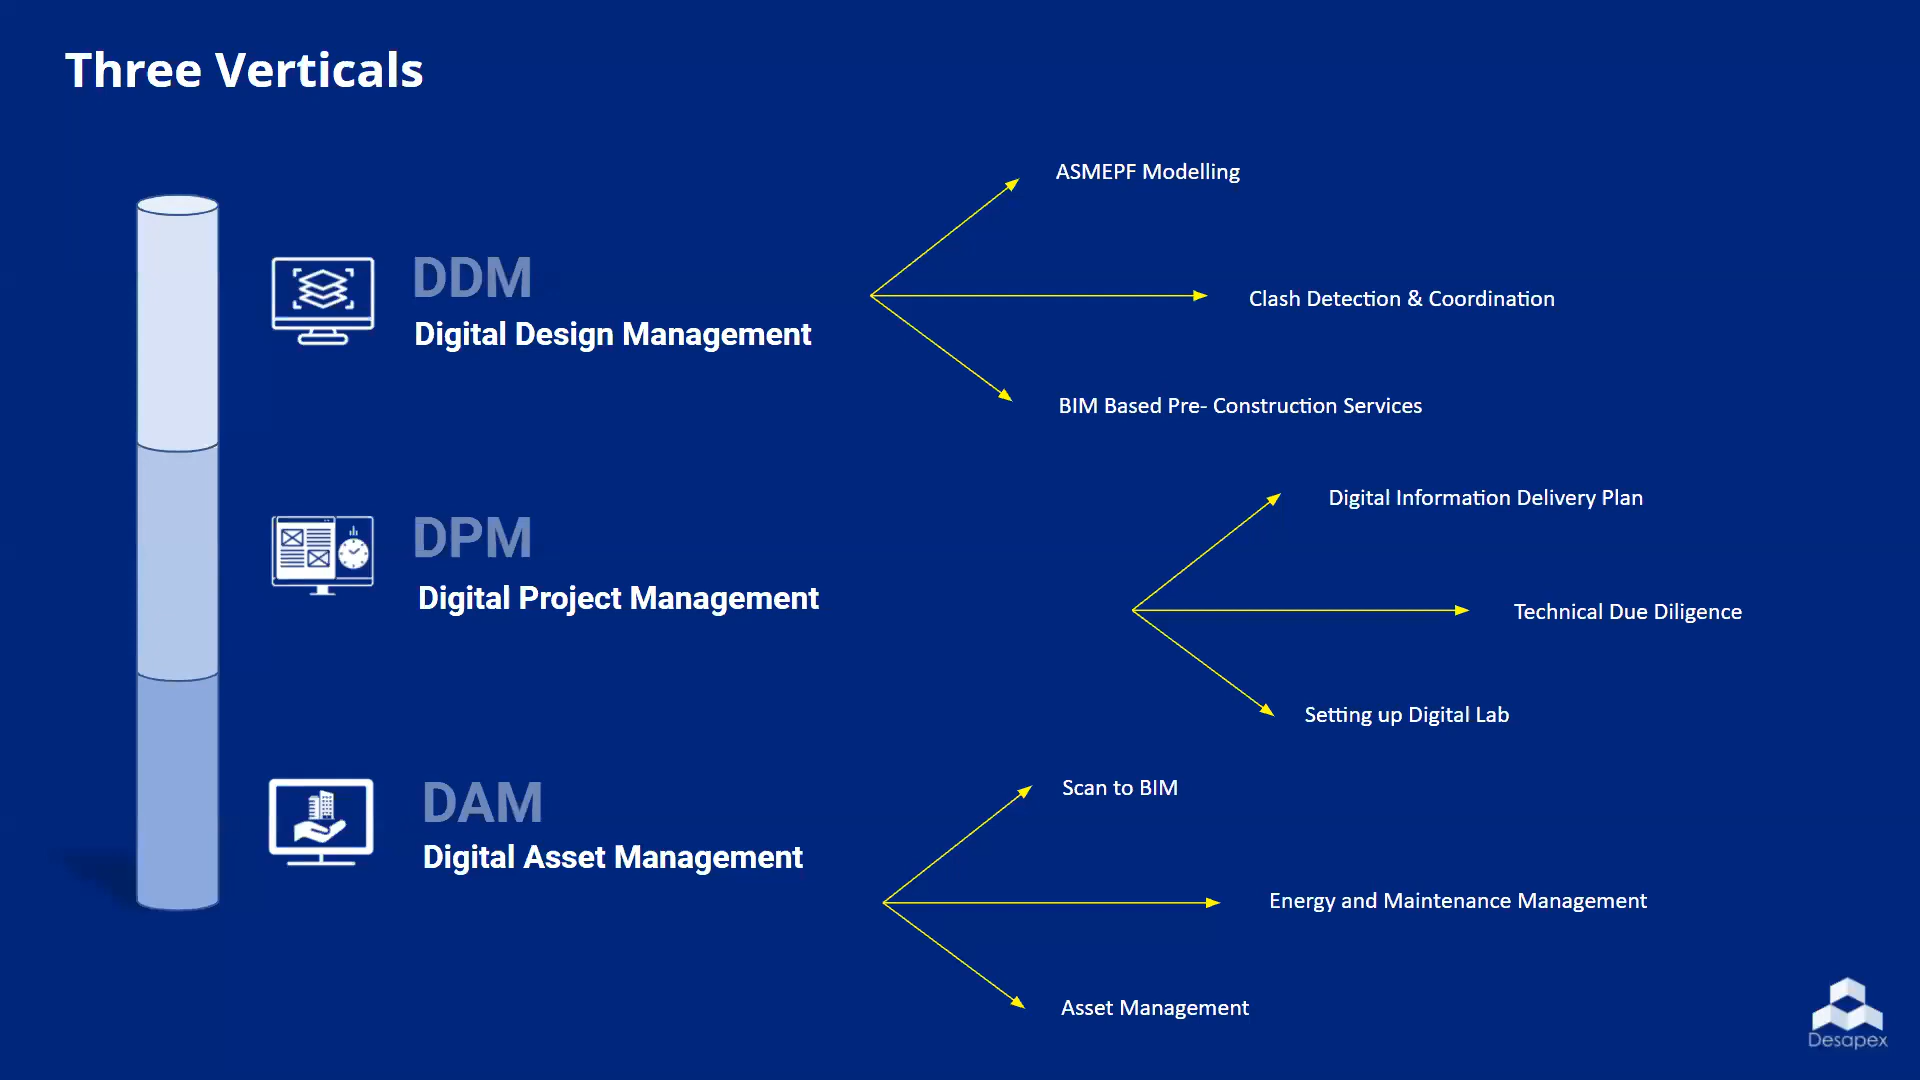 Three Verticals
ASMEPF Modelling
DDM
Digital Design Management
Clash Detection & Coordination
BIM Based Pre- Construction Services
DPM
Digital Project Management
Digital Information Delivery Plan
Technical Due Diligence
Setting up Digital Lab
DAM
Digital Asset Management
Scan to BIM
Energy and Maintenance Management
Asset Management
Desapex